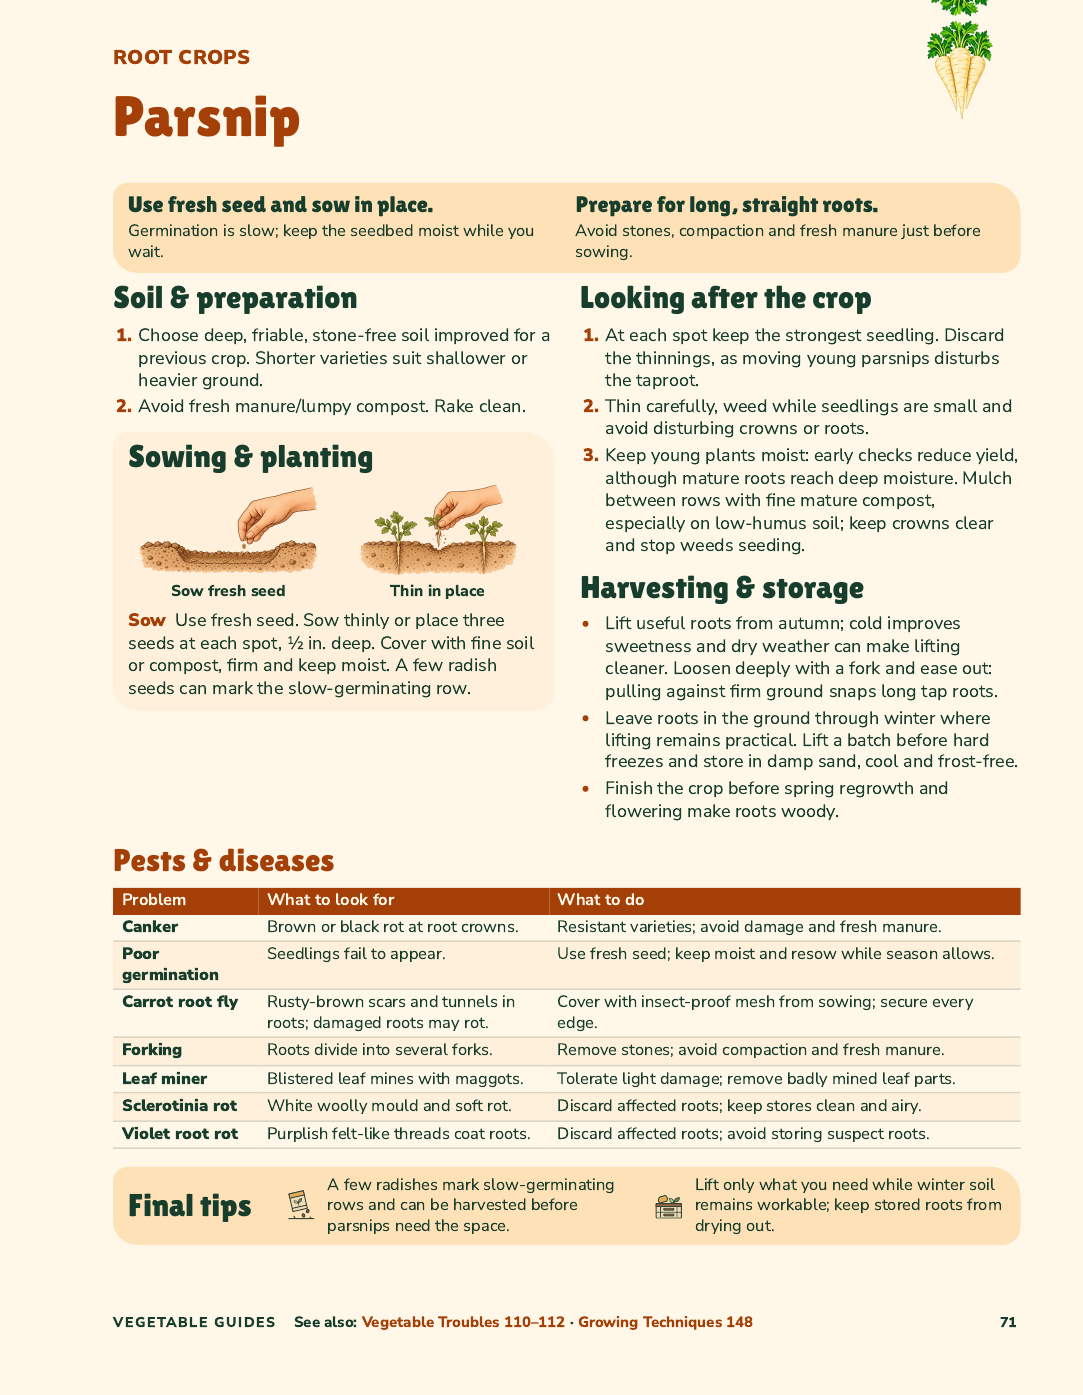 ROOT CROPS
Parsnip
Use fresh seed and sow in place.
Germination is slow; keep the seedbed moist while you
wait.
Prepare for long, straight roots.
Avoid stones, compaction and fresh manure just before
sowing.
Soil & preparation
1. Choose deep, friable, stone-free soil improved for a
previous crop. Shorter varieties suit shallower or
heavier ground.
2. Avoid fresh manure/lumpy compost. Rake clean.
Sowing & planting
Sow fresh seed
Thin in place
Sow Use fresh seed. Sow thinly or place three
seeds at each spot, ½ in. deep. Cover with fine soil
or compost, firm and keep moist. A few radish
seeds can mark the slow-germinating row.
Looking after the crop
1. At each spot keep the strongest seedling. Discard
the thinnings, as moving young parsnips disturbs
the taproot.
2. Thin carefully, weed while seedlings are small and
avoid disturbing crowns or roots.
3. Keep young plants moist: early checks reduce yield,
although mature roots reach deep moisture. Mulch
between rows with fine mature compost,
especially on low-humus soil; keep crowns clear
and stop weeds seeding.
Harvesting & storage
• Lift useful roots from autumn; cold improves
sweetness and dry weather can make lifting
cleaner. Loosen deeply with a fork and ease out:
pulling against firm ground snaps long tap roots.
• Leave roots in the ground through winter where
lifting remains practical. Lift a batch before hard
freezes and store in damp sand, cool and frost-free.
• Finish the crop before spring regrowth and
flowering make roots woody.
Pests & diseases
Problem What to look for What to do
Canker Brown or black rot at root crowns. Resistant varieties; avoid damage and fresh manure.
Poor
germination Seedlings fail to appear. Use fresh seed; keep moist and resow while season allows.
Carrot root fly Rusty-brown scars and tunnels in
roots; damaged roots may rot. Cover with insect-proof mesh from sowing; secure every
edge.
Forking Roots divide into several forks. Remove stones; avoid compaction and fresh manure.
Leaf miner Blistered leaf mines with maggots. Tolerate light damage; remove badly mined leaf parts.
Sclerotinia rot White woolly mould and soft rot. Discard affected roots; keep stores clean and airy.
Violet root rot Purplish felt-like threads coat roots. Discard affected roots; avoid storing suspect roots.
Final tips
A few radishes mark slow-germinating
rows and can be harvested before
parsnips need the space.
Lift only what you need while winter soil
remains workable; keep stored roots from
drying out.
VEGETABLE GUIDES See also: Vegetable Troubles 110–112 · Growing Techniques 148 71